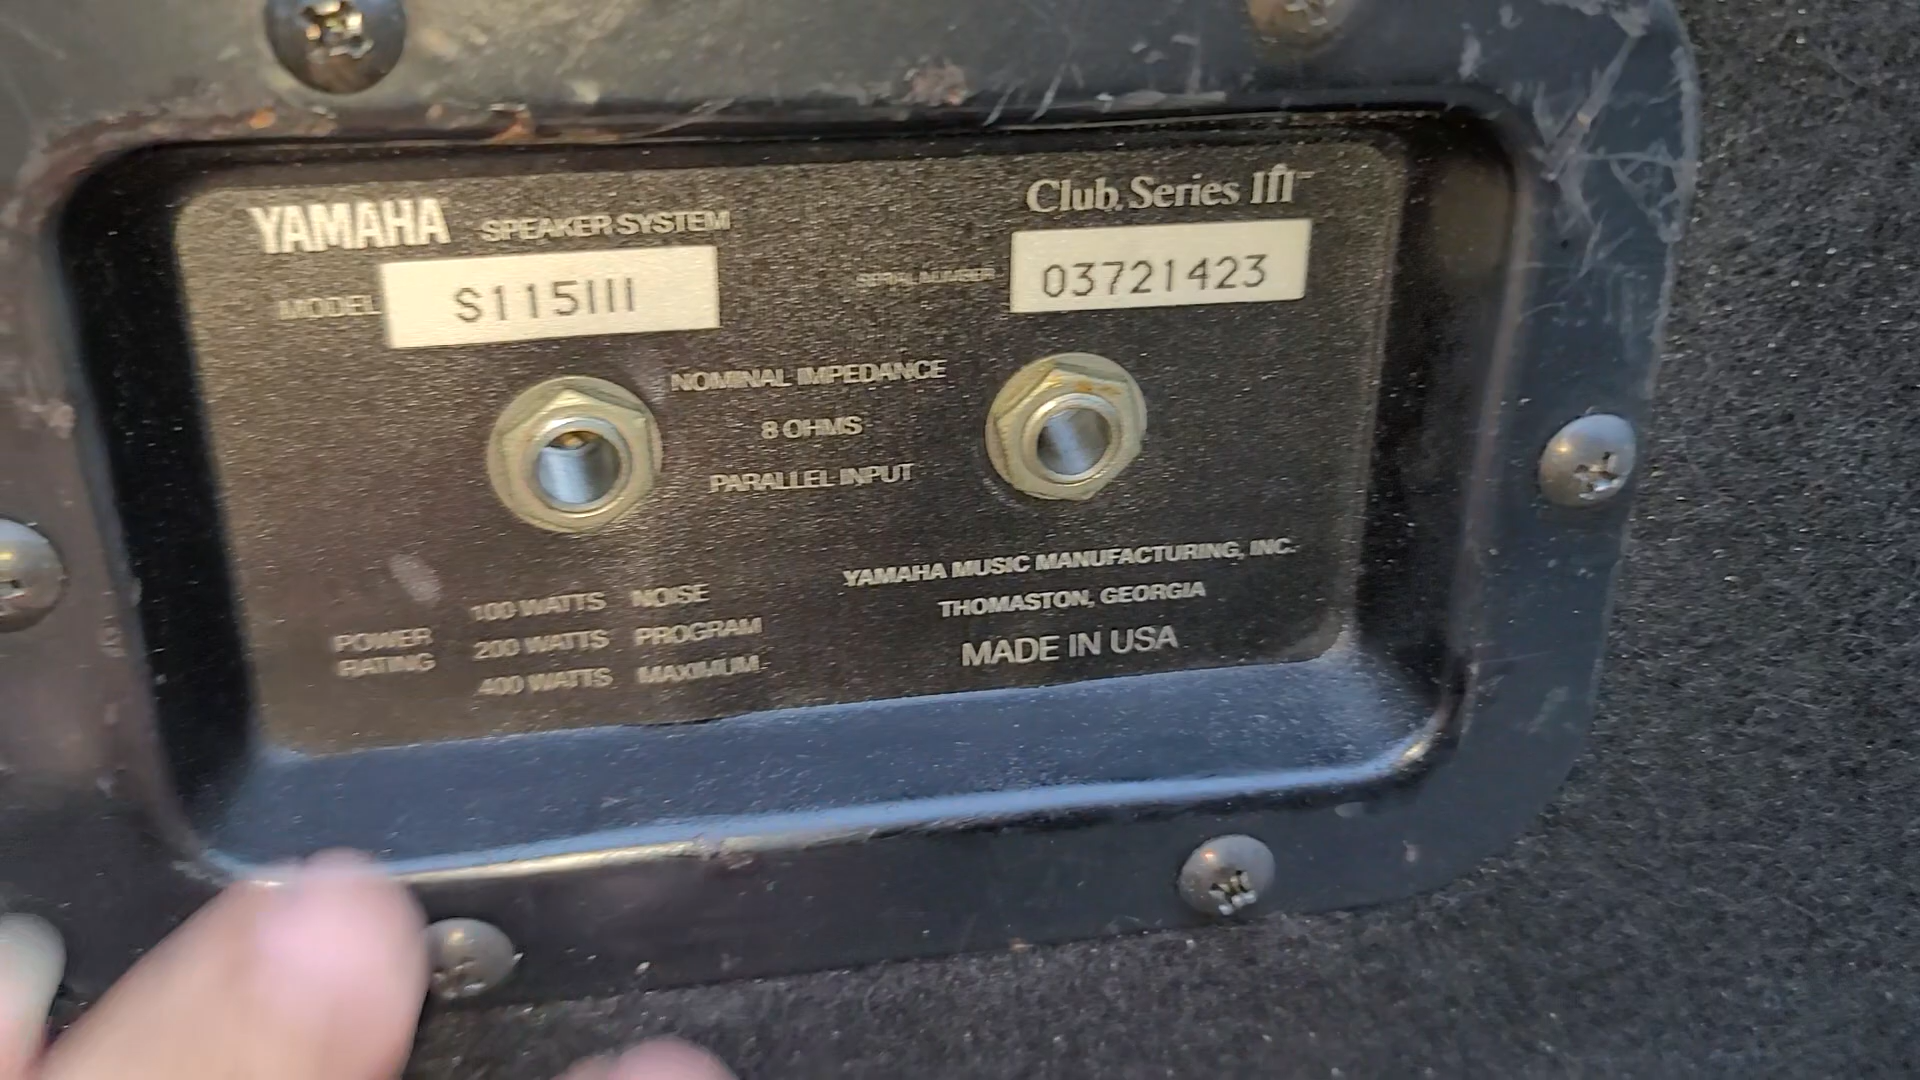 YAMAHA SPEAKER SYSTEM
Club Series III™
MODEL S115III
SERIAL NUMBER 03721423
NOMINAL IMPEDANCE
8 OHMS
PARALLEL INPUT
POWER RATING
100 WATTS NOISE
200 WATTS PROGRAM
400 WATTS MAXIMUM
YAMAHA MUSIC MANUFACTURING, INC.
THOMASTON, GEORGIA
MADE IN USA